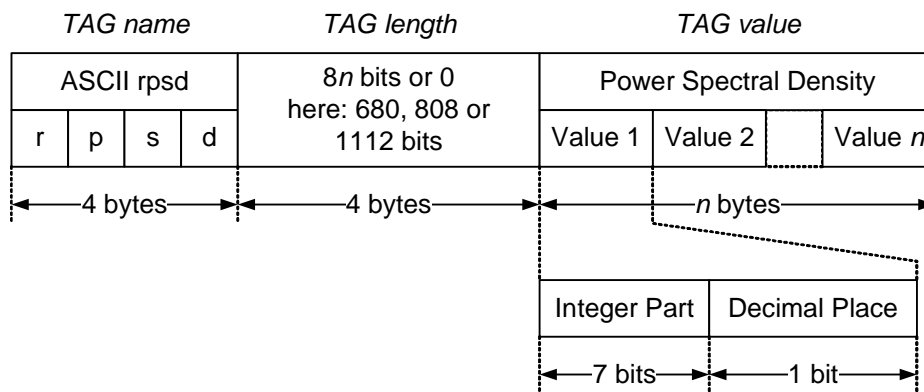 TAG name TAG length TAG value
ASCII rpsd
8n bits or 0
here: 680, 808 or
1112 bits
Power Spectral Density
r p s d
Value 1 Value 2 Value n
4 bytes 4 bytes n bytes
Integer Part Decimal Place
7 bits 1 bit